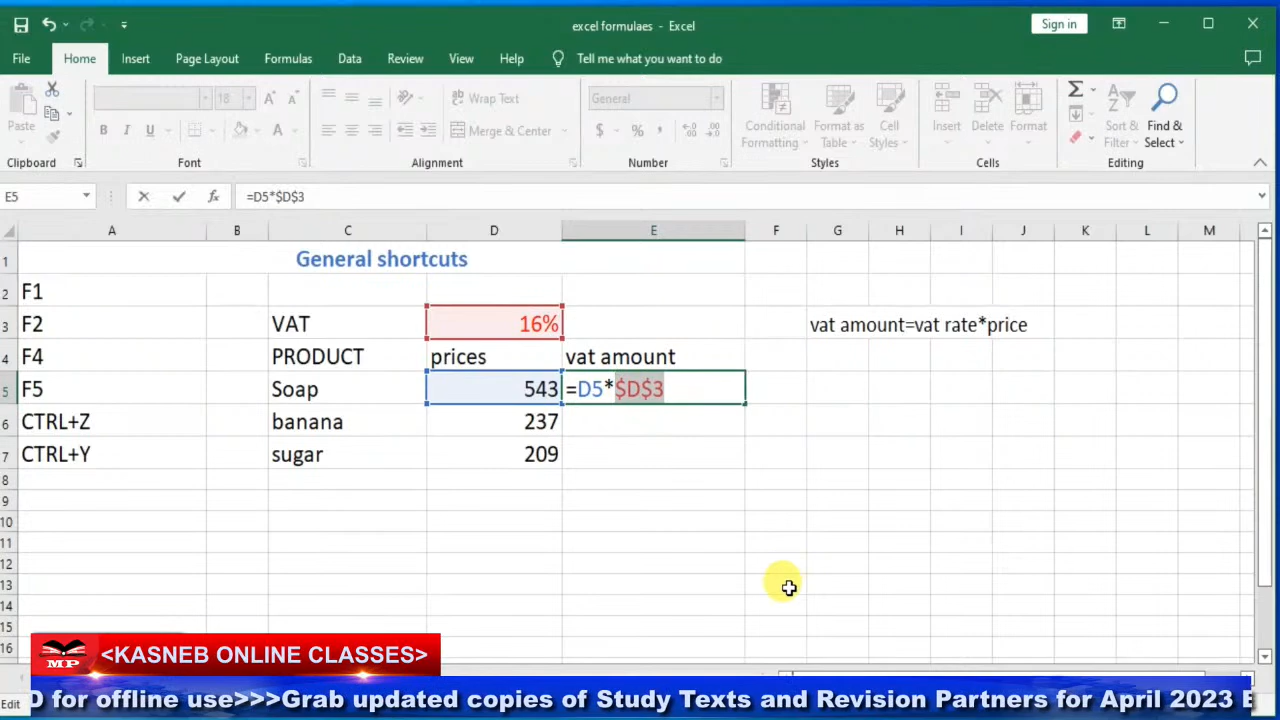 excel formulaes - Excel
Sign in
File Home Insert Page Layout Formulas Data Review View Help Tell me what you want to do
Paste
18
A A
Wrap Text
General
Conditional Formatting
Format as Table
Cell Styles
Insert
Delete
Format
Sort & Filter
Find & Select
B I U
A
Merge & Center
$ % ,
Clipboard Font Alignment Number Styles Cells Editing
E5 fx =D5*$D$3
A B C D E F G H I J K L M
1 General shortcuts
2 F1
3 F2 VAT 16% vat amount=vat rate*price
4 F4 PRODUCT prices vat amount
5 F5 Soap 543 =D5*$D$3
6 CTRL+Z banana 237
7 CTRL+Y sugar 209
8
9
10
11
12
13
14
15
16
MP
<KASNEB ONLINE CLASSES>
D for offline use>>>Grab updated copies of Study Texts and Revision Partners for April 2023 E
Edit